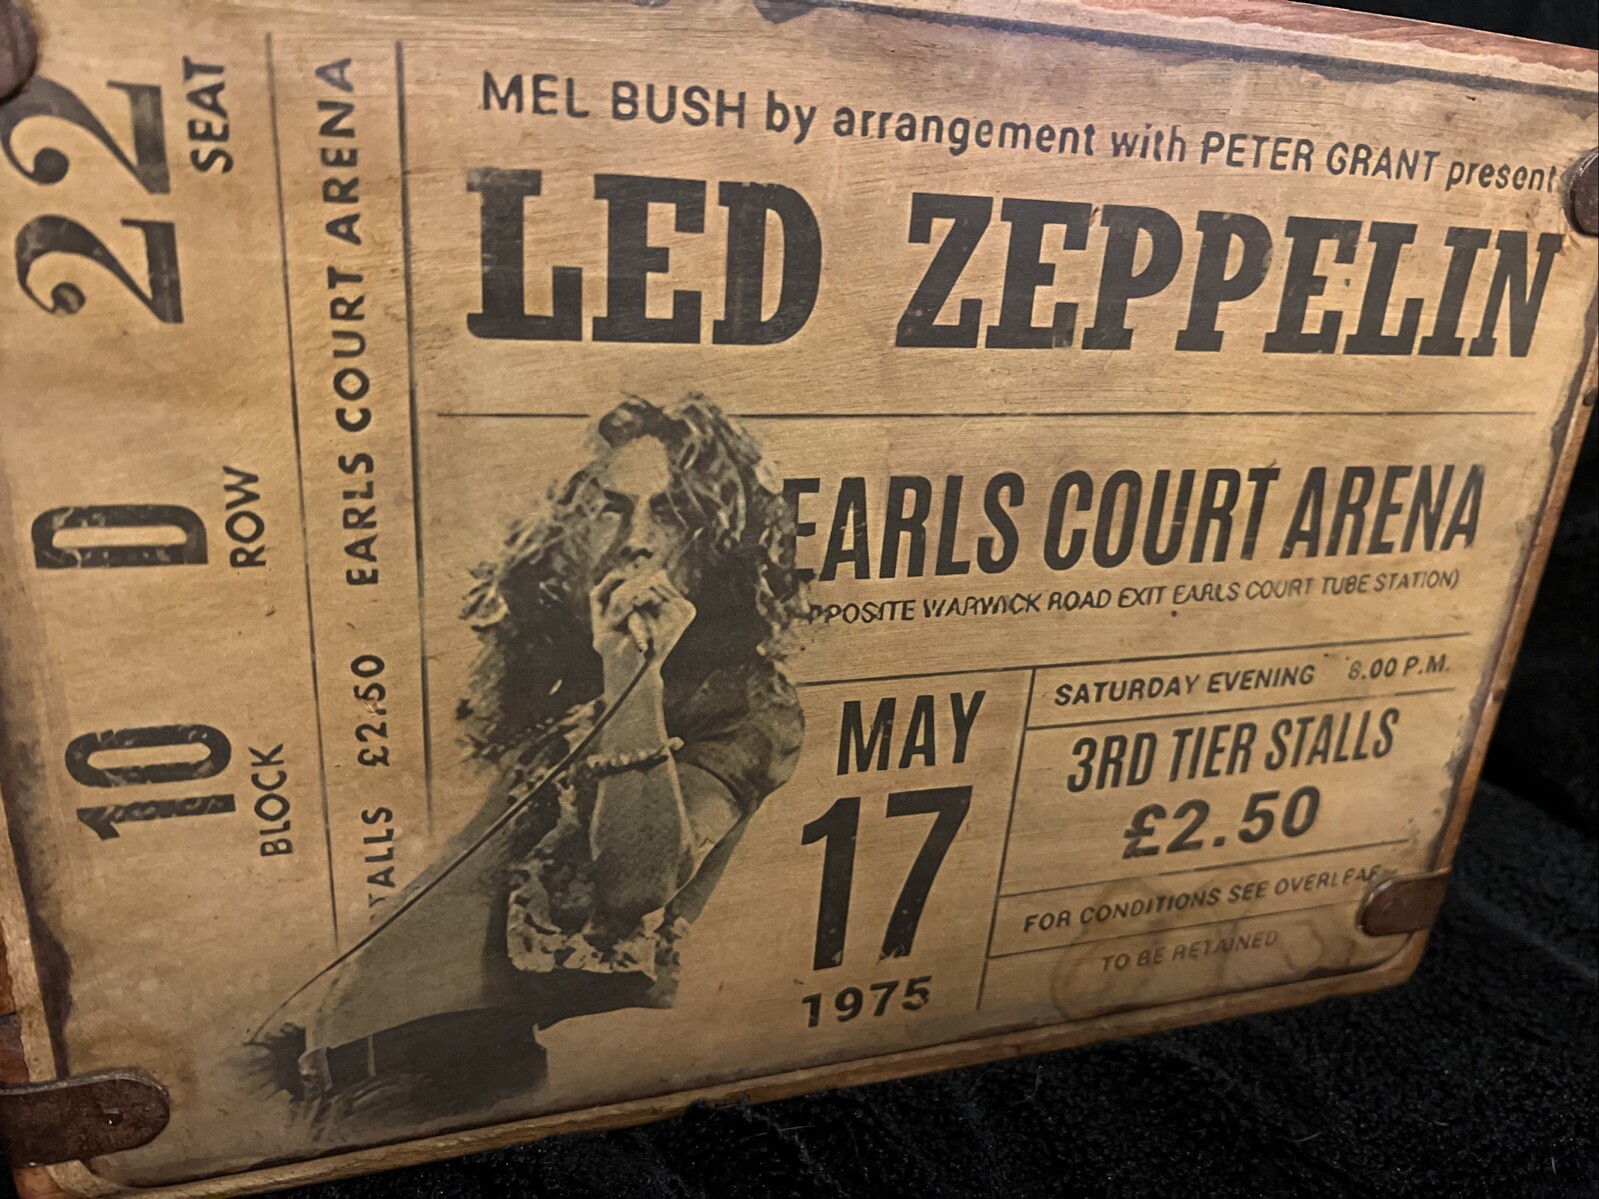 22
SEAT
D
ROW
10
BLOCK
EARLS COURT ARENA
£2.50
MEL BUSH by arrangement with PETER GRANT present
LED ZEPPELIN
EARLS COURT ARENA
PPOSITE WARWICK ROAD EXIT EARLS COURT TUBE STATION)
MAY
17
1975
SATURDAY EVENING 8.00 P.M.
3RD TIER STALLS
£2.50
FOR CONDITIONS SEE OVERLEAF
TO BE RETAINED